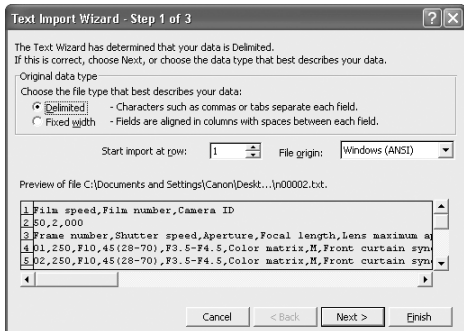 Text Import Wizard - Step 1 of 3
The Text Wizard has determined that your data is Delimited.
If this is correct, choose Next, or choose the data type that best describes your data.
Original data type
Choose the file type that best describes your data:
Delimited - Characters such as commas or tabs separate each field.
Fixed width - Fields are aligned in columns with spaces between each field.
Start import at row: 1 File origin: Windows (ANSI)
Preview of file C:\Documents and Settings\Canon\Deskt...\n00002.txt.
1 Film speed,Film number,Camera ID
2 50,2,000
3 Frame number,Shutter speed,Aperture,Focal length,Lens maximum ap
4 01,250,F10,45(28-70),F3.5-F4.5,Color matrix,M,Front curtain syn
5 02,250,F10,45(28-70),F3.5-F4.5,Color matrix,M,Front curtain syn
Cancel < Back Next > Finish